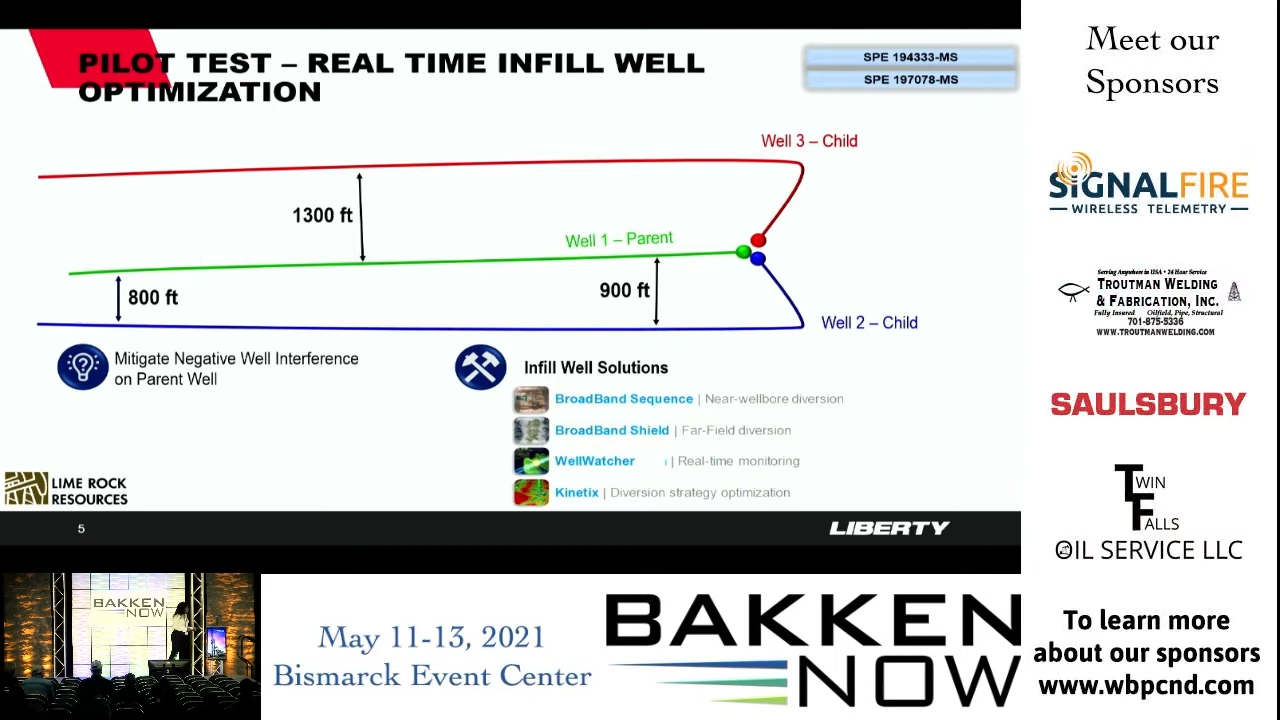 PILOT TEST – REAL TIME INFILL WELL
OPTIMIZATION
SPE 194333-MS
SPE 197078-MS
Well 3 – Child
1300 ft
Well 1 – Parent
800 ft
900 ft
Well 2 – Child
Mitigate Negative Well Interference
on Parent Well
Infill Well Solutions
BroadBand Sequence | Near-wellbore diversion
BroadBand Shield | Far-Field diversion
WellWatcher | Real-time monitoring
Kinetix | Diversion strategy optimization
LIME ROCK
RESOURCES
5
LIBERTY
BAKKEN
NOW
May 11-13, 2021
Bismarck Event Center
BAKKEN
NOW
Meet our
Sponsors
SIGNALFIRE
WIRELESS TELEMETRY
Serving Anywhere in USA • 24 Hour Service
TROUTMAN WELDING
& FABRICATION, INC.
Fully Insured Oilfield, Pipe, Structural
701-875-5336
WWW.TROUTMANWELDING.COM
SAULSBURY
TWIN
FALLS
OIL SERVICE LLC
To learn more
about our sponsors
www.wbpcnd.com